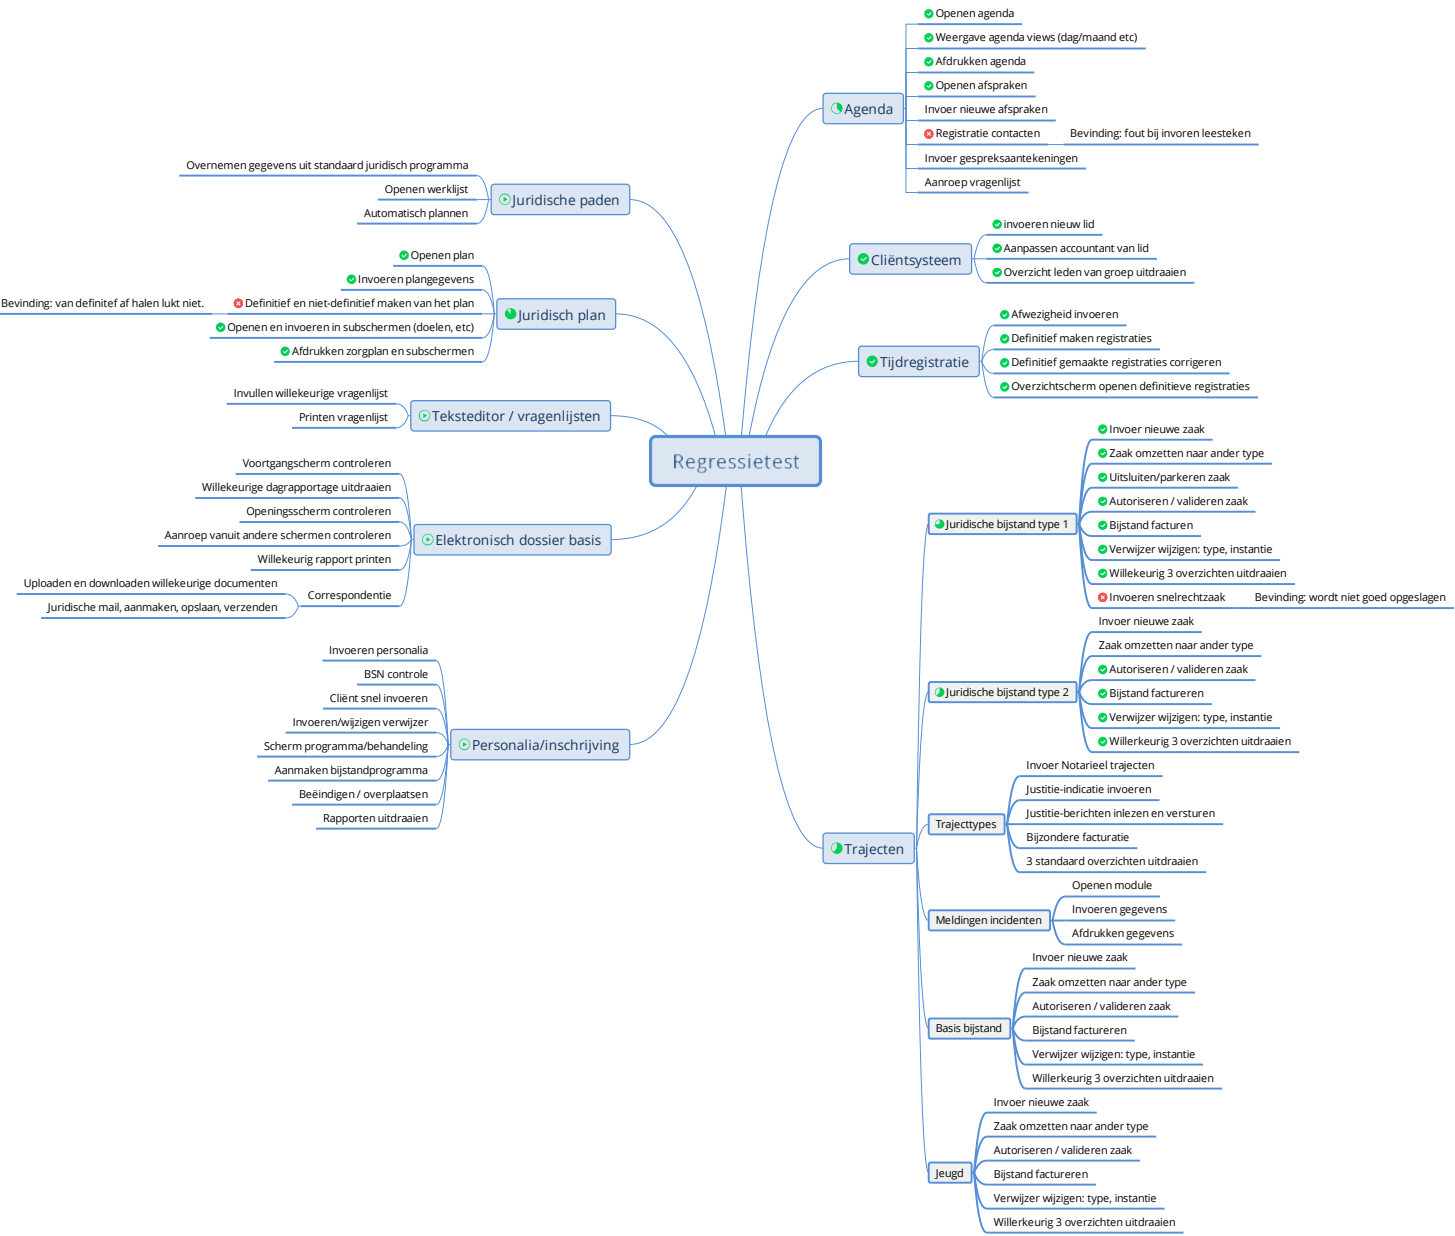 Regressietest
Agenda
Openen agenda
Weergave agenda views (dag/maand etc)
Afdrukken agenda
Openen afspraken
Invoer nieuwe afspraken
Registratie contacten
Bevinding: fout bij invoren leesteken
Invoer gespreksaantekeningen
Aanroep vragenlijst
Cliëntsysteem
invoeren nieuw lid
Aanpassen accountant van lid
Overzicht leden van groep uitdraaien
Tijdregistratie
Afwezigheid invoeren
Definitief maken registraties
Definitief gemaakte registraties corrigeren
Overzichtscherm openen definitieve registraties
Trajecten
Juridische bijstand type 1
Invoer nieuwe zaak
Zaak omzetten naar ander type
Uitsluiten/parkeren zaak
Autoriseren / valideren zaak
Bijstand facturen
Verwijzer wijzigen: type, instantie
Willekeurig 3 overzichten uitdraaien
Invoeren snelrechtzaak
Bevinding: wordt niet goed opgeslagen
Juridische bijstand type 2
Invoer nieuwe zaak
Zaak omzetten naar ander type
Autoriseren / valideren zaak
Bijstand factureren
Verwijzer wijzigen: type, instantie
Willerkeurig 3 overzichten uitdraaien
Trajecttypes
Invoer Notarieel trajecten
Justitie-indicatie invoeren
Justitie-berichten inlezen en versturen
Bijzondere facturatie
3 standaard overzichten uitdraaien
Meldingen incidenten
Openen module
Invoeren gegevens
Afdrukken gegevens
Basis bijstand
Invoer nieuwe zaak
Zaak omzetten naar ander type
Autoriseren / valideren zaak
Bijstand factureren
Verwijzer wijzigen: type, instantie
Willerkeurig 3 overzichten uitdraaien
Jeugd
Invoer nieuwe zaak
Zaak omzetten naar ander type
Autoriseren / valideren zaak
Bijstand factureren
Verwijzer wijzigen: type, instantie
Willerkeurig 3 overzichten uitdraaien
Juridische paden
Overnemen gegevens uit standaard juridisch programma
Openen werklijst
Automatisch plannen
Juridisch plan
Openen plan
Invoeren plangegevens
Definitief en niet-definitief maken van het plan
Bevinding: van definitef af halen lukt niet.
Openen en invoeren in subschermen (doelen, etc)
Afdrukken zorgplan en subschermen
Teksteditor / vragenlijsten
Invullen willekeurige vragenlijst
Printen vragenlijst
Elektronisch dossier basis
Voortgangscherm controleren
Willekeurige dagrapportage uitdraaien
Openingsscherm controleren
Aanroep vanuit andere schermen controleren
Willekeurig rapport printen
Correspondentie
Uploaden en downloaden willekeurige documenten
Juridische mail, aanmaken, opslaan, verzenden
Personalia/inschrijving
Invoeren personalia
BSN controle
Cliënt snel invoeren
Invoeren/wijzigen verwijzer
Scherm programma/behandeling
Aanmaken bijstandprogramma
Beëindigen / overplaatsen
Rapporten uitdraaien